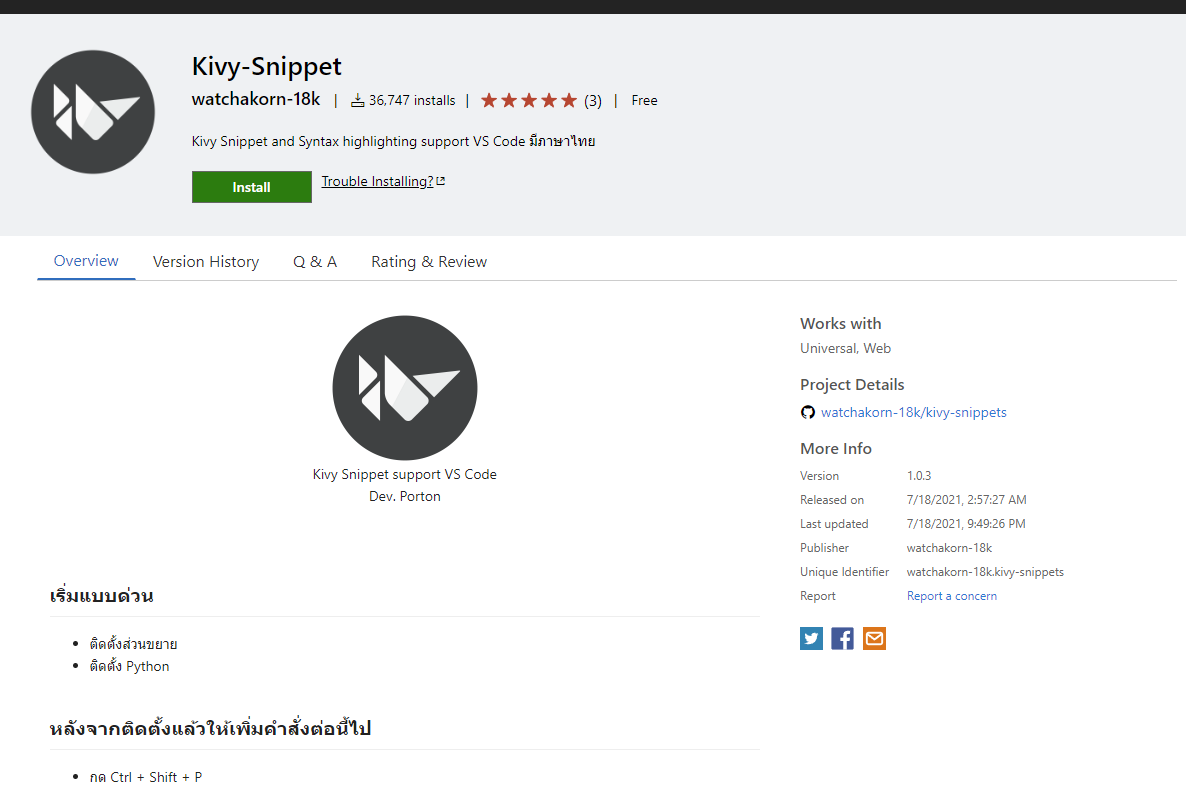 Kivy-Snippet
watchakorn-18k | 36,747 installs | (3) | Free
Kivy Snippet and Syntax highlighting support VS Code มีภาษาไทย
Install Trouble Installing?
Overview Version History Q & A Rating & Review
Kivy Snippet support VS Code
Dev. Porton
เริ่มแบบด่วน
ติดตั้งส่วนขยาย
ติดตั้ง Python
หลังจากติดตั้งแล้วให้เพิ่มคำสั่งต่อนี้ไป
กด Ctrl + Shift + P
Works with
Universal, Web
Project Details
watchakorn-18k/kivy-snippets
More Info
Version 1.0.3
Released on 7/18/2021, 2:57:27 AM
Last updated 7/18/2021, 9:49:26 PM
Publisher watchakorn-18k
Unique Identifier watchakorn-18k.kivy-snippets
Report Report a concern